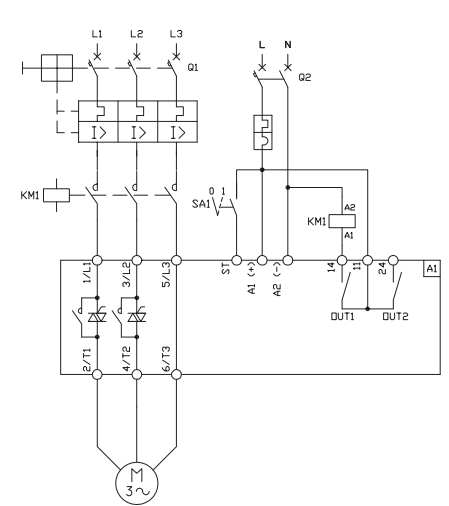 L1 L2 L3
L N
Q1
Q2
I> I> I>
0 1
SA1
KM1
A2
KM1
A1
1/L1 3/L2 5/L3 ST A1 (+) A2 (-) 14 11 24 A1
OUT1 OUT2
2/T1 4/T2 6/T3
M
3~